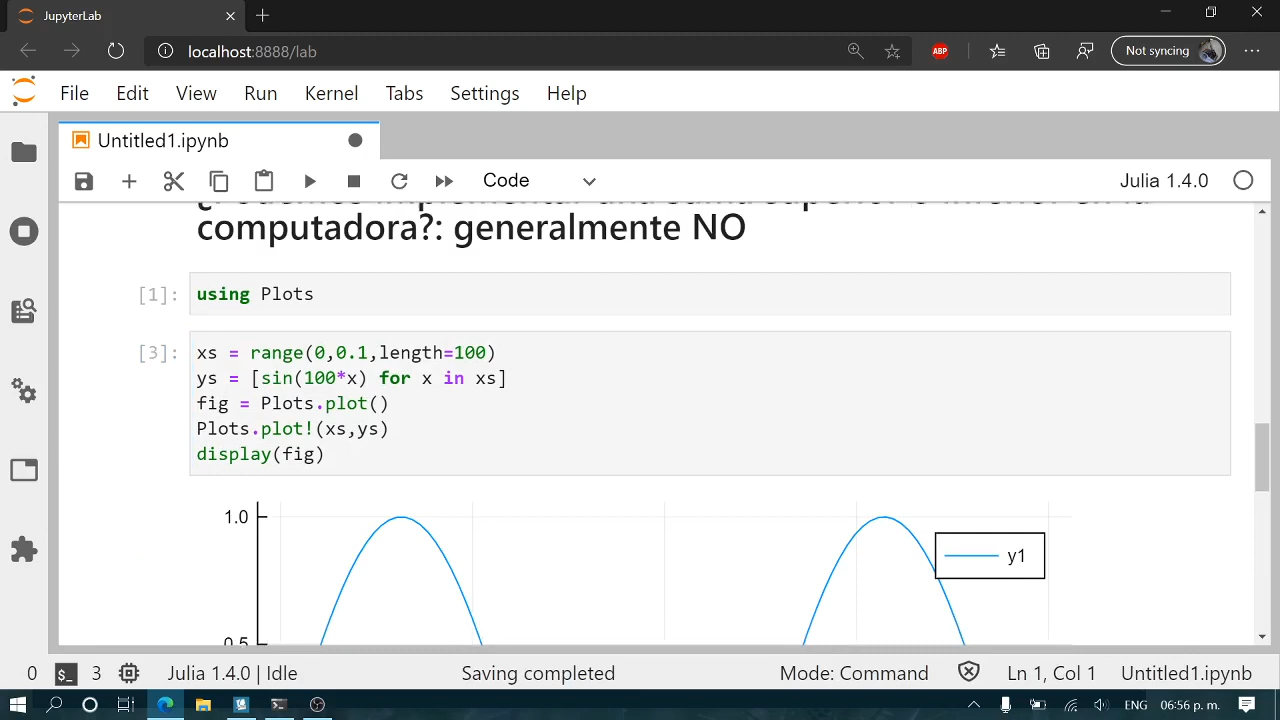 JupyterLab
localhost:8888/lab
ABP
Not syncing
File Edit View Run Kernel Tabs Settings Help
Untitled1.ipynb
Code
Julia 1.4.0
computadora?: generalmente NO
[1]:
using Plots
[3]:
xs = range(0,0.1,length=100)
ys = [sin(100*x) for x in xs]
fig = Plots.plot()
Plots.plot!(xs,ys)
display(fig)
1.0
y1
0.5
0 $_ 3 Julia 1.4.0 | Idle Saving completed Mode: Command Ln 1, Col 1 Untitled1.ipynb
ENG 06:56 p. m.